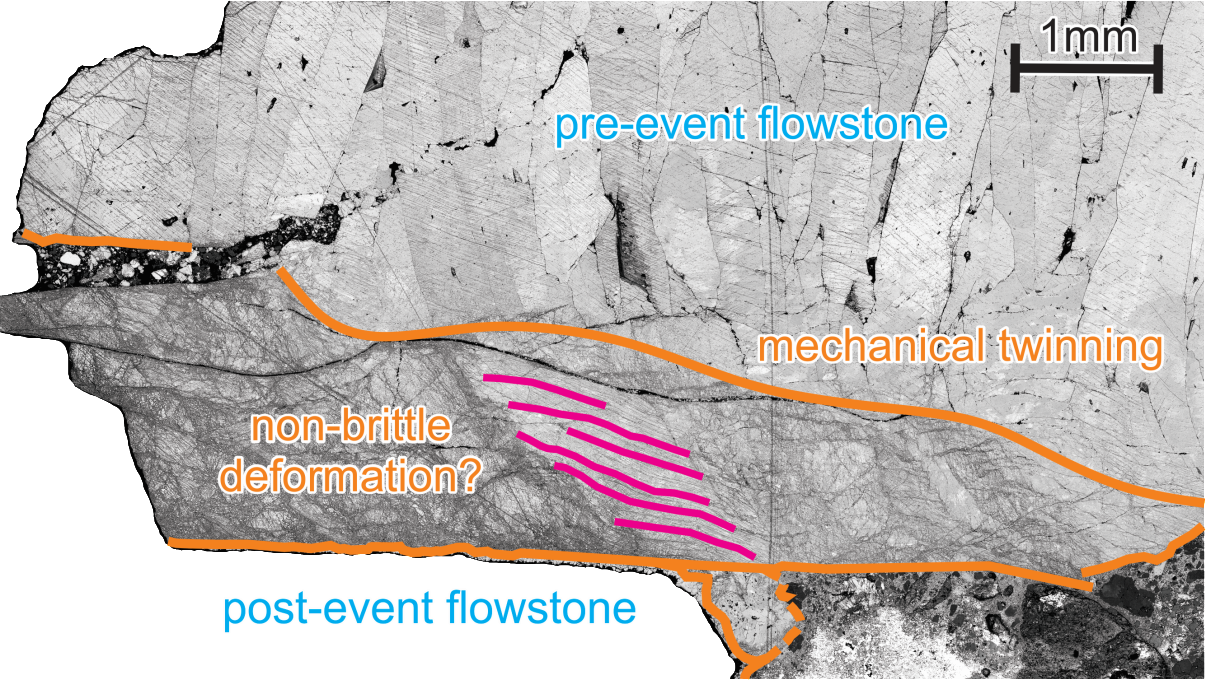 1mm
pre-event flowstone
mechanical twinning
non-brittle
deformation?
post-event flowstone